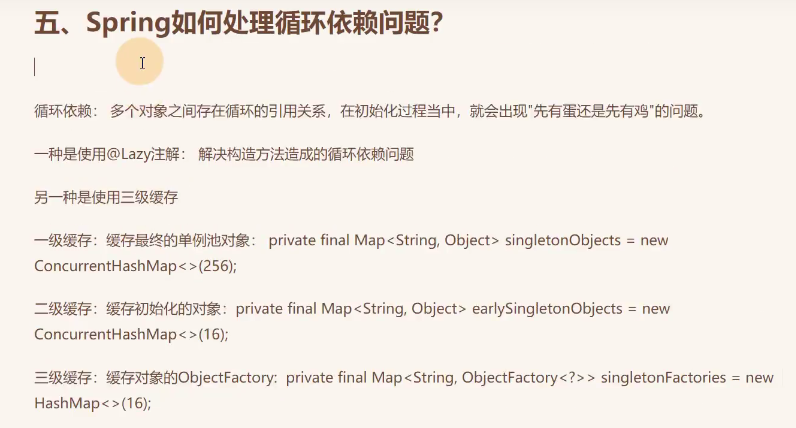 五、Spring如何处理循环依赖问题？
循环依赖： 多个对象之间存在循环的引用关系，在初始化过程当中，就会出现"先有蛋还是先有鸡"的问题。
一种是使用@Lazy注解： 解决构造方法造成的循环依赖问题
另一种是使用三级缓存
一级缓存：缓存最终的单例池对象： private final Map<String, Object> singletonObjects = new
ConcurrentHashMap<>(256);
二级缓存：缓存初始化的对象：private final Map<String, Object> earlySingletonObjects = new
ConcurrentHashMap<>(16);
三级缓存：缓存对象的ObjectFactory: private final Map<String, ObjectFactory<?>> singletonFactories = new
HashMap<>(16);